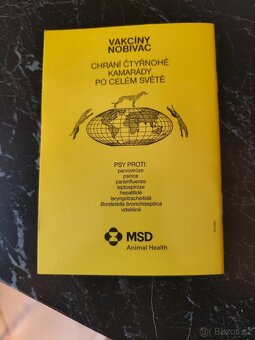 VAKCÍNY
NOBIVAC
CHRÁNÍ ČTYŘNOHÉ
KAMARÁDY
PO CELÉM SVĚTĚ
PSY PROTI:
parvoviróze
psince
parainfluenze
leptospiróze
hepatitidě
laryngotracheitidě
Bordetella bronchiseptica
vzteklině
MSD
Animal Health
Bazoš.cz